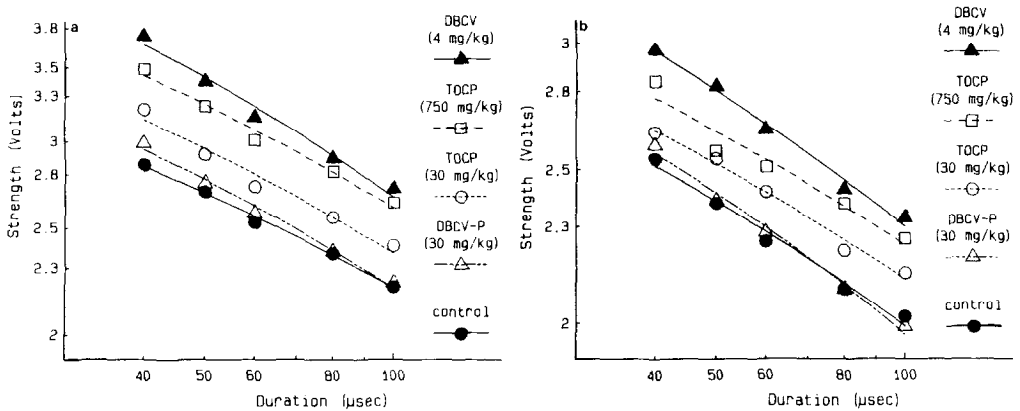 a
Strength (Volts)
3.8
3.5
3.3
3
2.8
2.5
2.3
2
40
50
60
80
100
Duration (µsec)
DBCV
(4 mg/kg)
TOCP
(750 mg/kg)
TOCP
(30 mg/kg)
DBCV-P
(30 mg/kg)
control
b
Strength (Volts)
3
2.8
2.5
2.3
2
40
50
60
80
100
Duration (µsec)
DBCV
(4 mg/kg)
TOCP
(750 mg/kg)
TOCP
(30 mg/kg)
DBCV-P
(30 mg/kg)
control